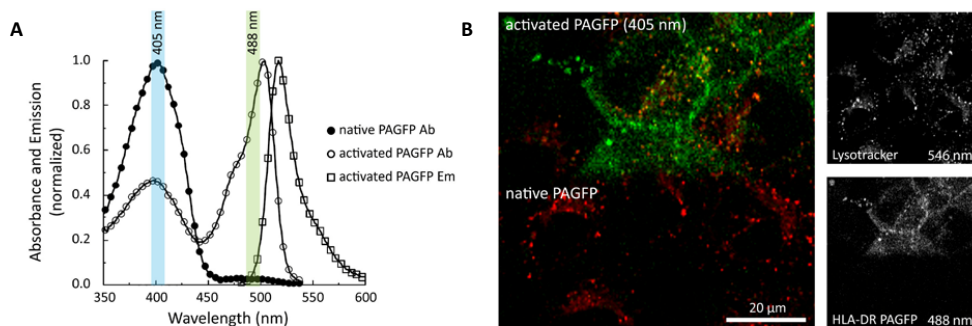 A
405 nm
488 nm
Absorbance and Emission
(normalized)
1.0
0.8
0.6
0.4
0.2
0.0
350
400
450
500
550
600
Wavelength (nm)
native PAGFP Ab
activated PAGFP Ab
activated PAGFP Em
B
activated PAGFP (405 nm)
native PAGFP
20 µm
Lysotracker
546 nm
HLA-DR PAGFP
488 nm